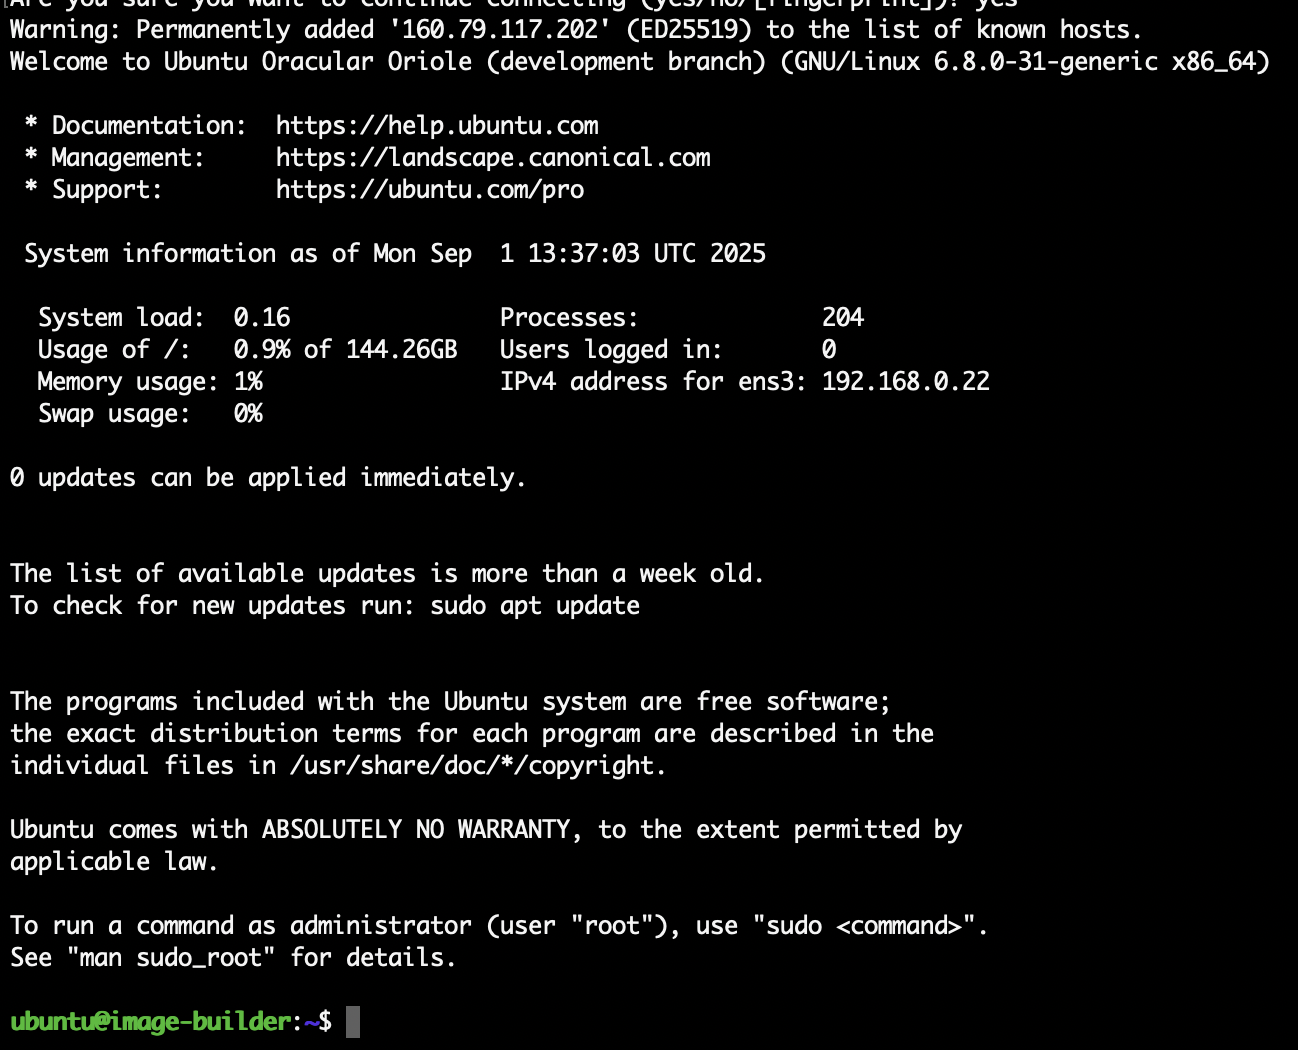 Are you sure you want to continue connecting (yes/no/[fingerprint])? yes
Warning: Permanently added '160.79.117.202' (ED25519) to the list of known hosts.
Welcome to Ubuntu Oracular Oriole (development branch) (GNU/Linux 6.8.0-31-generic x86_64)
* Documentation:  https://help.ubuntu.com
* Management:     https://landscape.canonical.com
* Support:        https://ubuntu.com/pro
System information as of Mon Sep  1 13:37:03 UTC 2025
System load:  0.16               Processes:             204
Usage of /:   0.9% of 144.26GB   Users logged in:       0
Memory usage: 1%                 IPv4 address for ens3: 192.168.0.22
Swap usage:   0%
0 updates can be applied immediately.
The list of available updates is more than a week old.
To check for new updates run: sudo apt update
The programs included with the Ubuntu system are free software;
the exact distribution terms for each program are described in the
individual files in /usr/share/doc/*/copyright.
Ubuntu comes with ABSOLUTELY NO WARRANTY, to the extent permitted by
applicable law.
To run a command as administrator (user "root"), use "sudo <command>".
See "man sudo_root" for details.
ubuntu@image-builder:~$